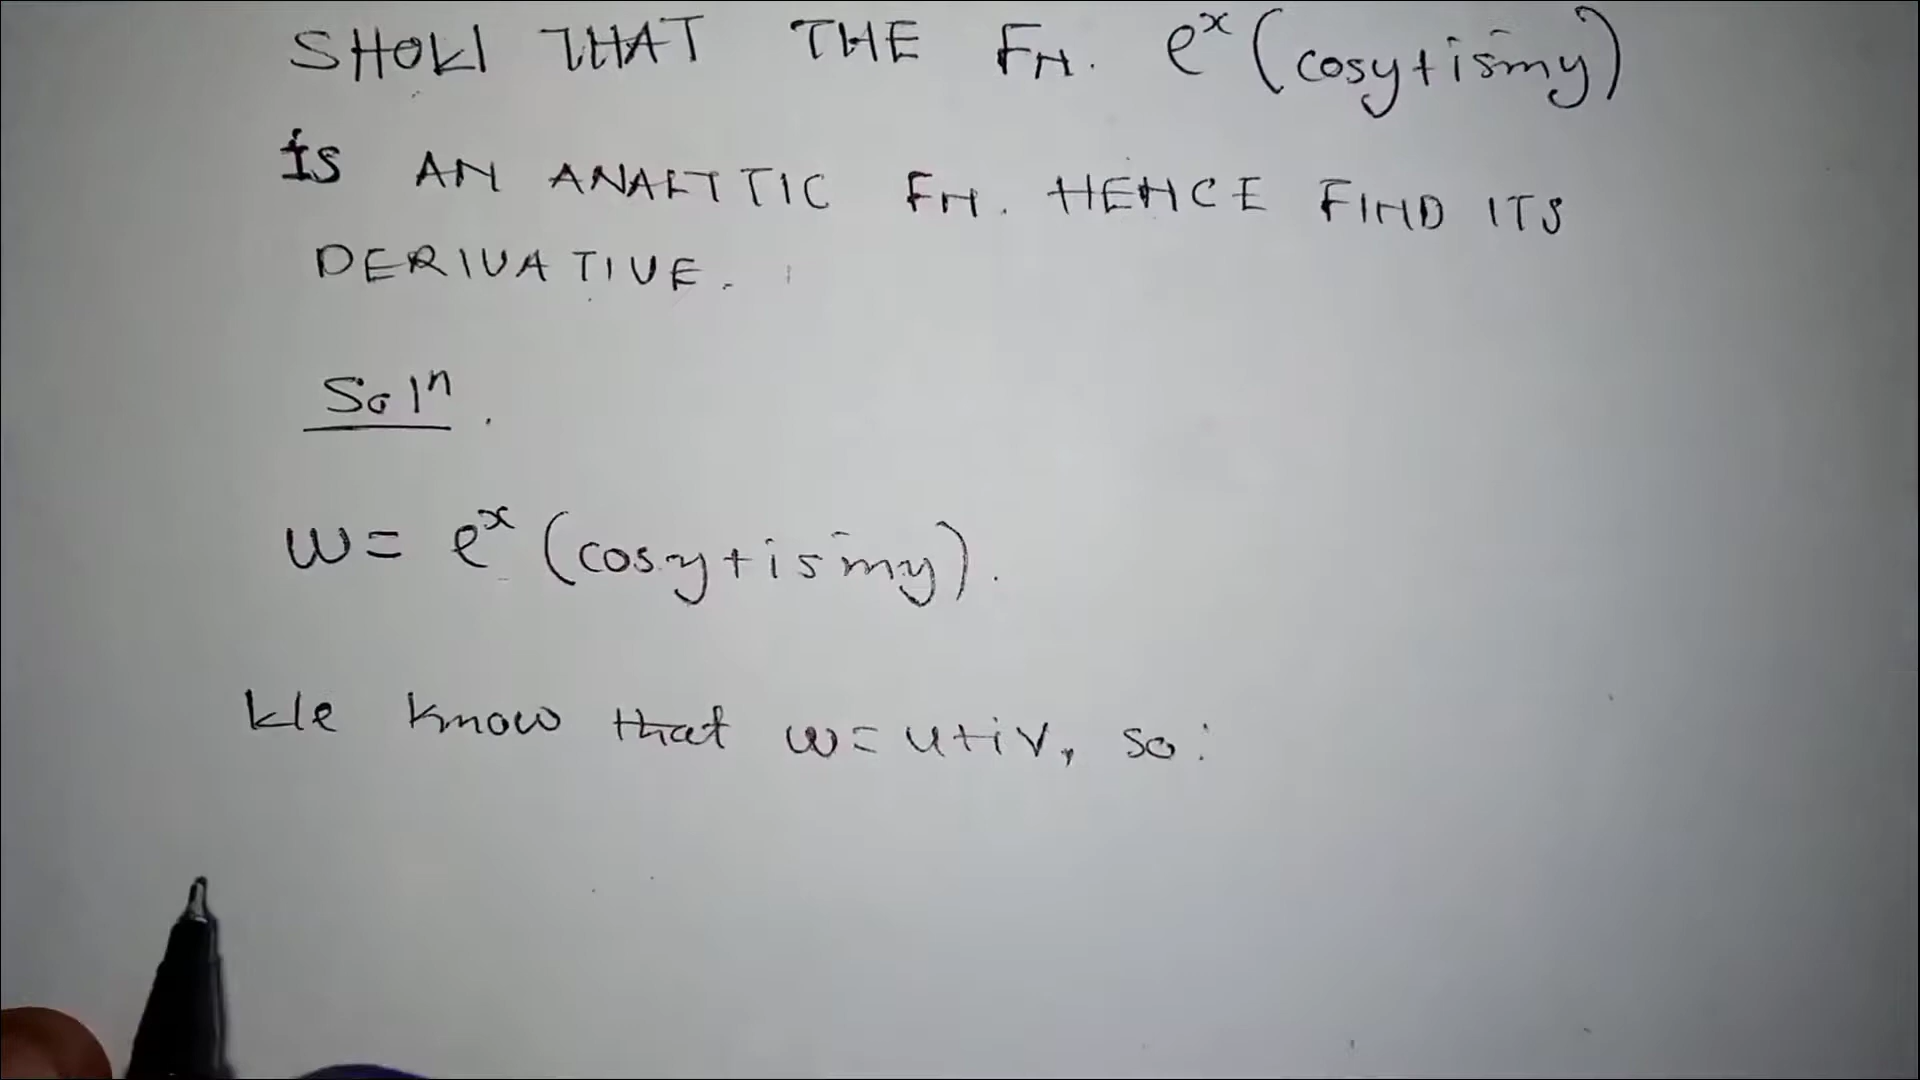 SHOW THAT THE FN. e^x (cosy+isiny)
IS AN ANALYTIC FN. HENCE FIND ITS
DERIVATIVE.
Solⁿ.
w= e^x (cosy+isiny).
We know that w=u+iv, so: